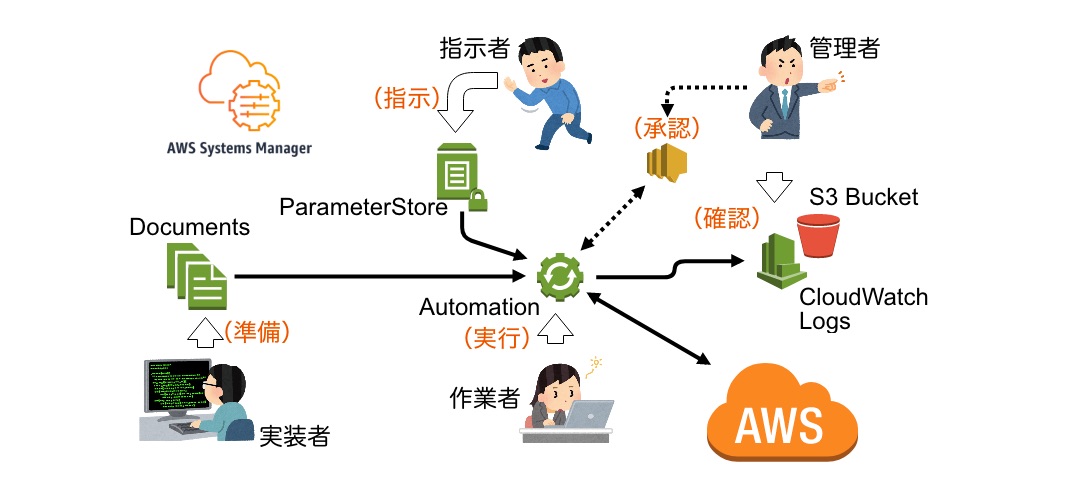 指示者
管理者
（指示）
（承認）
AWS Systems Manager
S3 Bucket
ParameterStore
（確認）
Documents
Automation
CloudWatch
Logs
（準備）
（実行）
作業者
実装者
AWS